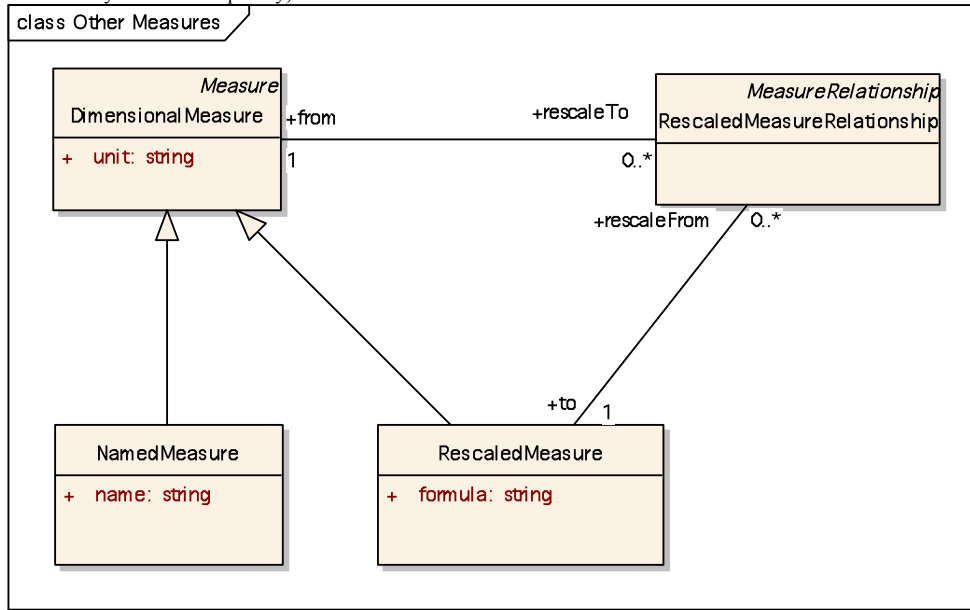 class Other Measures
Measure
DimensionalMeasure
+ unit: string
+from
1
+rescaleTo
0..*
MeasureRelationship
RescaledMeasureRelationship
+rescaleFrom
0..*
+to
1
NamedMeasure
+ name: string
RescaledMeasure
+ formula: string